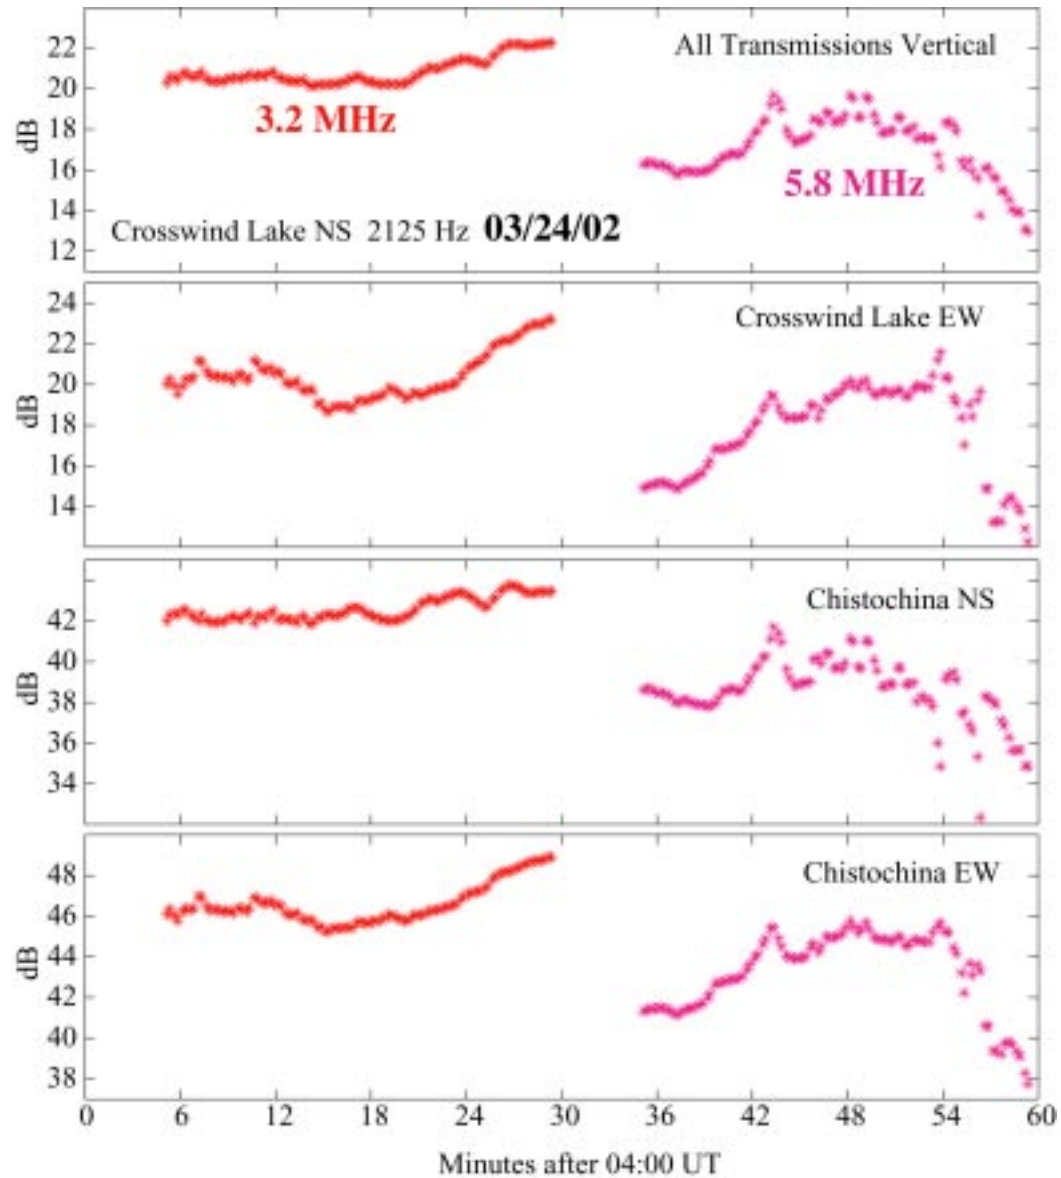 22
20
18
16
14
12
dB
All Transmissions Vertical
3.2 MHz
5.8 MHz
Crosswind Lake NS 2125 Hz 03/24/02
24
22
20
18
16
14
dB
Crosswind Lake EW
42
40
38
36
34
dB
Chistochina NS
48
46
44
42
40
38
dB
Chistochina EW
0 6 12 18 24 30 36 42 48 54 60
Minutes after 04:00 UT